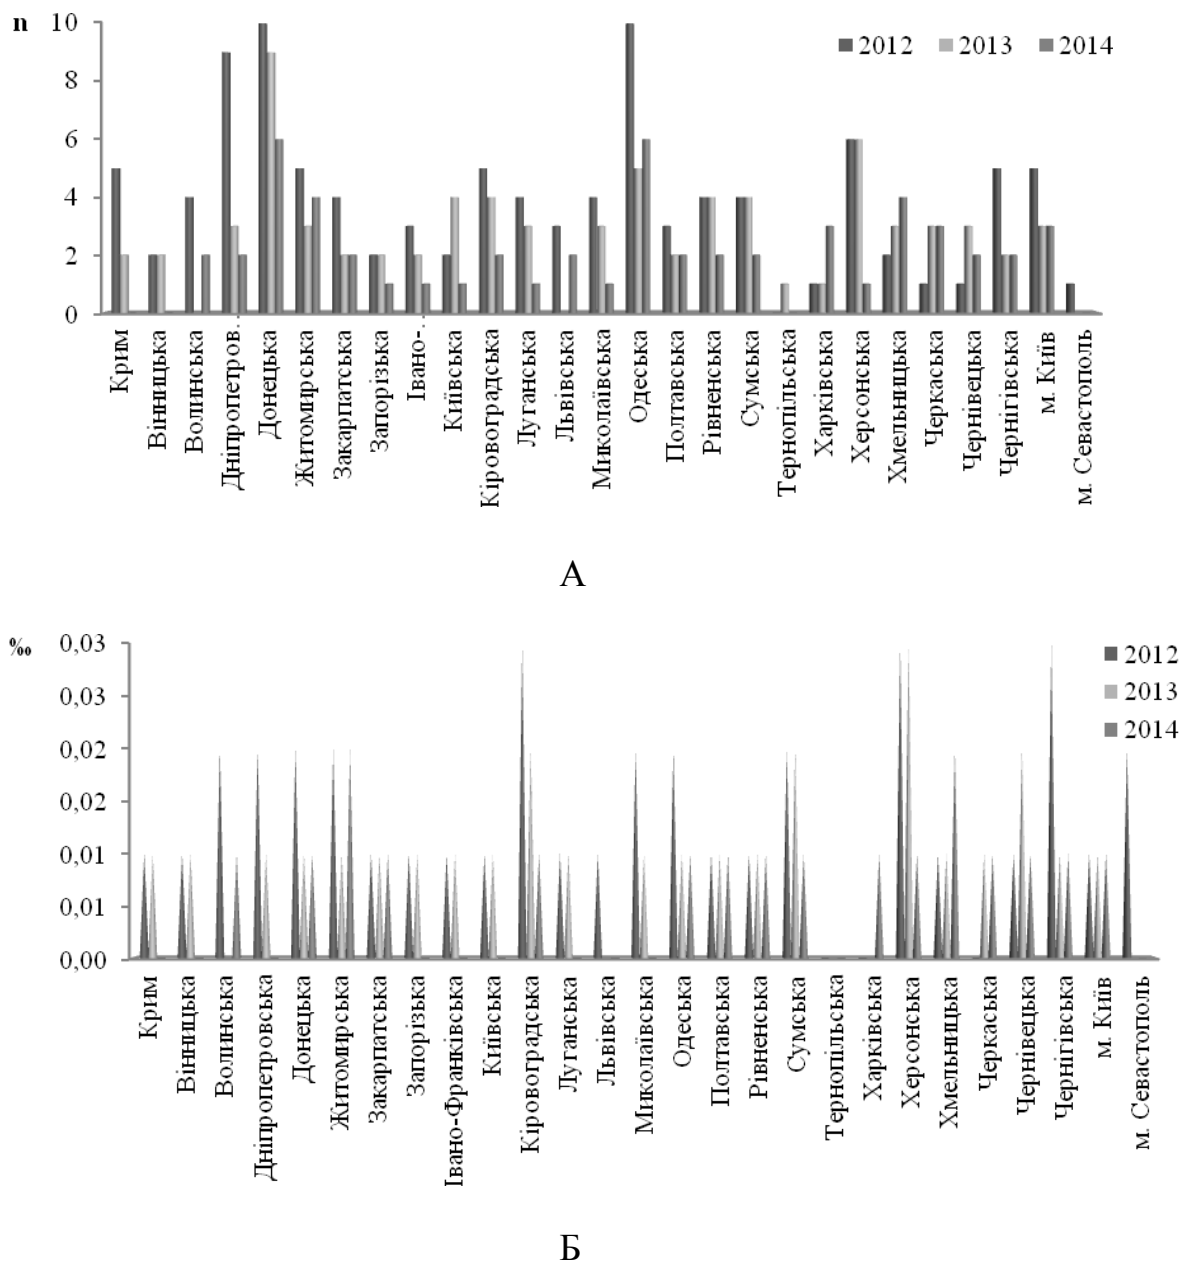 n
10
8
6
4
2
0
2012 2013 2014
Крим
Вінницька
Волинська
Дніпропетров.
Донецька
Житомирська
Закарпатська
Запорізька
Івано-.
Київська
Кіровоградська
Луганська
Львівська
Миколаївська
Одеська
Полтавська
Рівненська
Сумська
Тернопільська
Харківська
Херсонська
Хмельницька
Черкаська
Чернівецька
Чернігівська
м. Київ
м. Севастополь
А
‰
0,03
0,03
0,02
0,02
0,01
0,01
0,00
2012
2013
2014
Крим
Вінницька
Волинська
Дніпропетровська
Донецька
Житомирська
Закарпатська
Запорізька
Івано-Франківська
Київська
Кіровоградська
Луганська
Львівська
Миколаївська
Одеська
Полтавська
Рівненська
Сумська
Тернопільська
Харківська
Херсонська
Хмельницька
Черкаська
Чернівецька
Чернігівська
м. Київ
м. Севастополь
Б